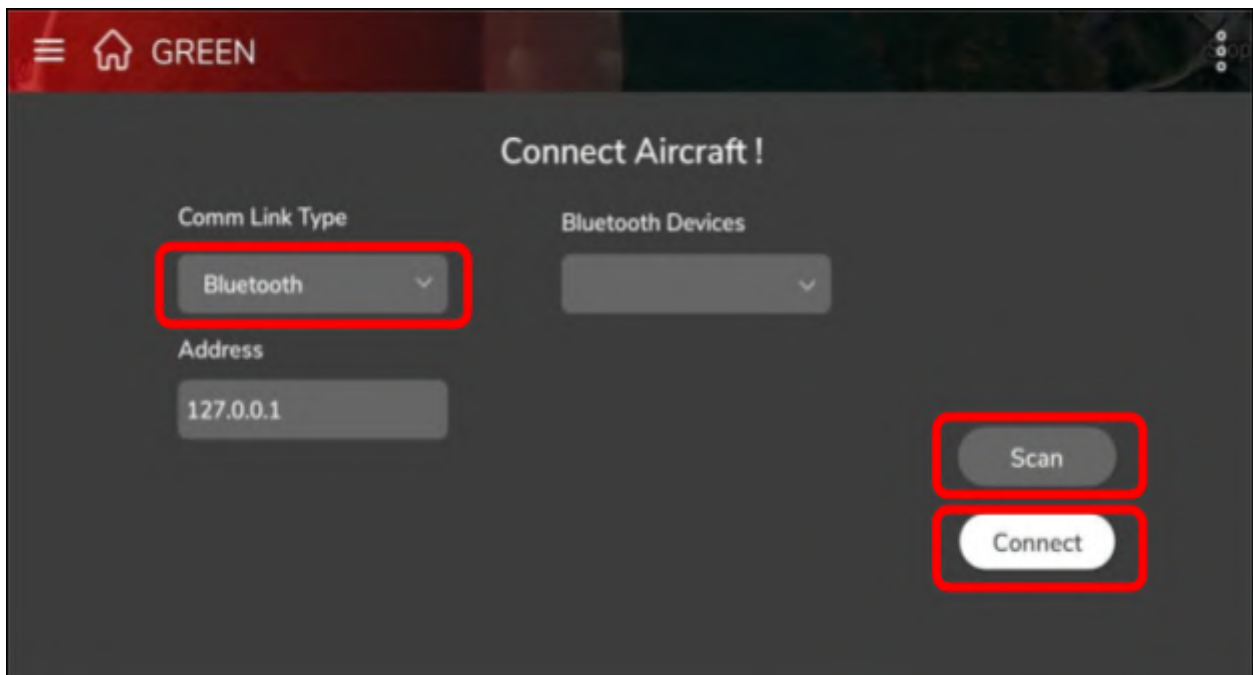 GREEN
Connect Aircraft !
Comm Link Type
Bluetooth Devices
Bluetooth
Address
127.0.0.1
Scan
Connect